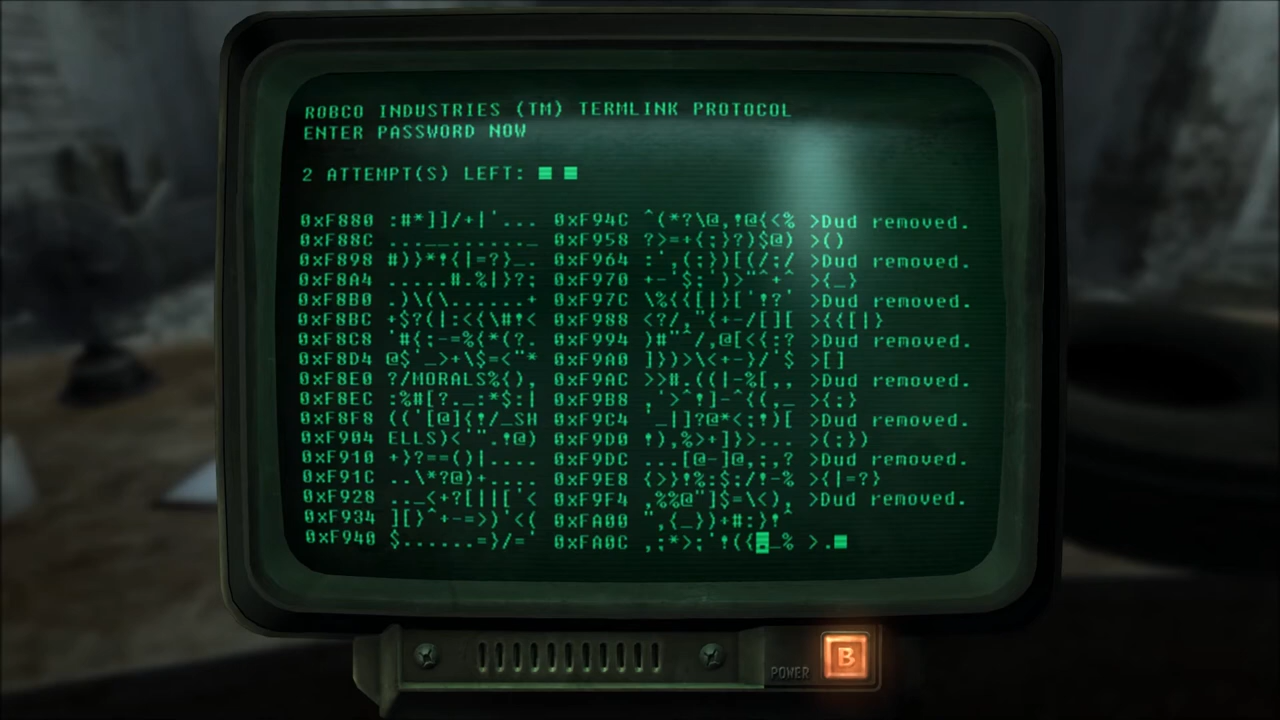 ROBCO INDUSTRIES (TM) TERMLINK PROTOCOL
ENTER PASSWORD NOW
2 ATTEMPT(S) LEFT: ■ ■
0xF880 :#*]]/+|'... 0xF94C ^(*?\@,!@{<% >Dud removed.
0xF88C ...__......._ 0xF958 ?>=+{;}?)$@) >()
0xF898 #)}*!{|=?}_. 0xF964 :',(;})[(/;/ >Dud removed.
0xF8A4 .....#.%|}?; 0xF970 +-_$;')>"^.^ >{_}
0xF8B0 .)\(\......+ 0xF97C \%{{[|}['!?' >Dud removed.
0xF8BC +$?(|:<{\#!< 0xF988 <?/,"{+-/[][ >{{[|}
0xF8C8 '#{;-=%{*(?. 0xF994 )#"^/,@[<{:? >Dud removed.
0xF8D4 @$'_>+\$=<"* 0xF9A0 ]})>\<+-}/'$ >[]
0xF8E0 ?/MORALS%{), 0xF9AC >>#.((|-%[,, >Dud removed.
0xF8EC :%#[?._:*$:| 0xF9B8 ,'>^!]-^{(,_ >{;}
0xF8F8 (('[@]{!/_SH 0xF9C4 _|]?@*<;!)[ >Dud removed.
0xF904 ELLS}<'".!@) 0xF9D0 !),%>+]}>... >(;})
0xF910 +}?==()|.... 0xF9DC ...[@-]@,;,? >Dud removed.
0xF91C ..\*?@)+.... 0xF9E8 {>}!%:$:/!-% >{|=?}
0xF928 .._<+?[||['< 0xF9F4 ,%%@"]$=\<), >Dud removed.
0xF934 ][}^+-=>)'<( 0xFA00 ",{_})+#:}!^
0xF940 $......=}/=' 0xFA0C ,;*>;'!({._% >.■
POWER
B